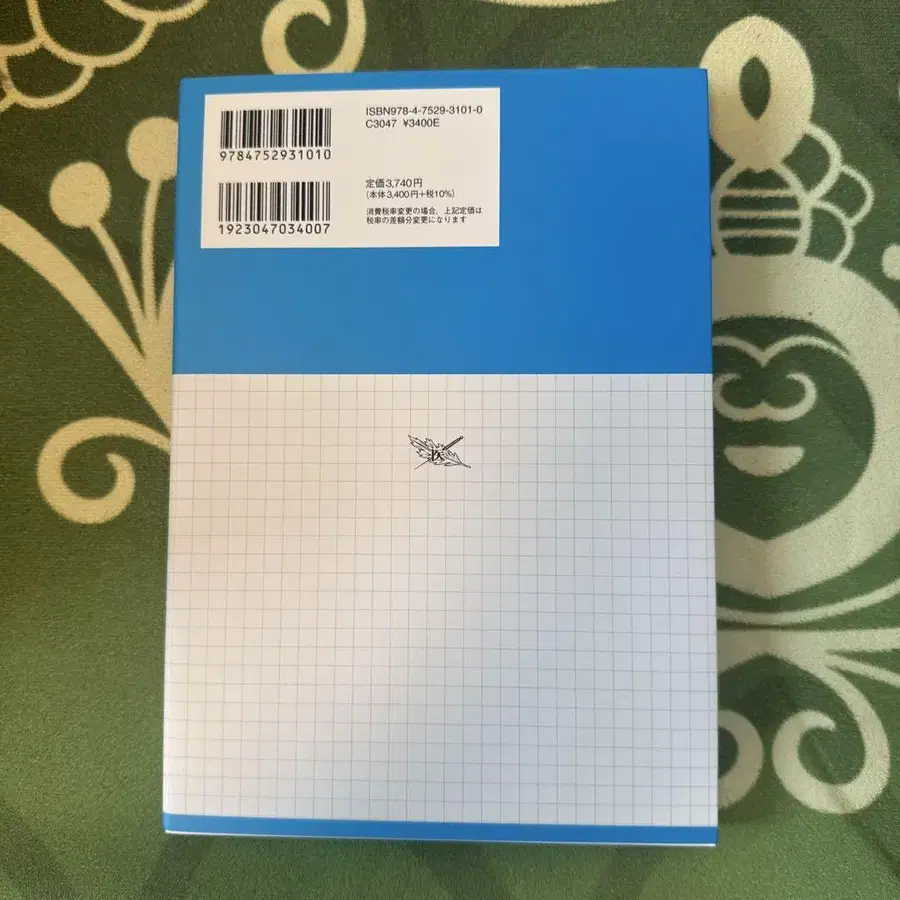 ISBN978-4-7529-3101-0
C3047 ¥3400E
9784752931010
定価3,740円
(本体3,400円+税10%)
消費税率変更の場合,上記定価は
税率の差額分変更になります
1923047034007
医